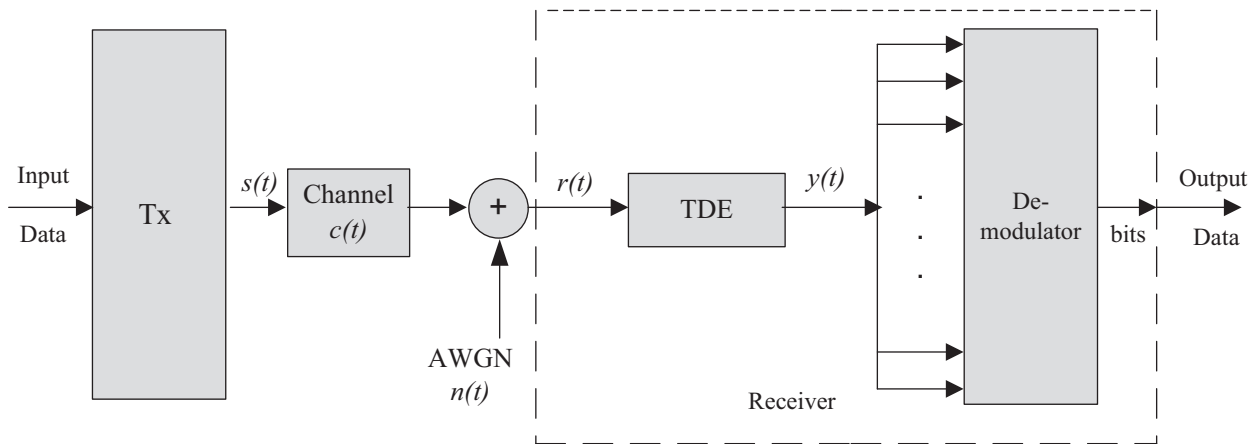 Input
Data
Tx
s(t)
Channel
c(t)
+
AWGN
n(t)
r(t)
TDE
y(t)
.
.
.
De-
modulator
bits
Output
Data
Receiver